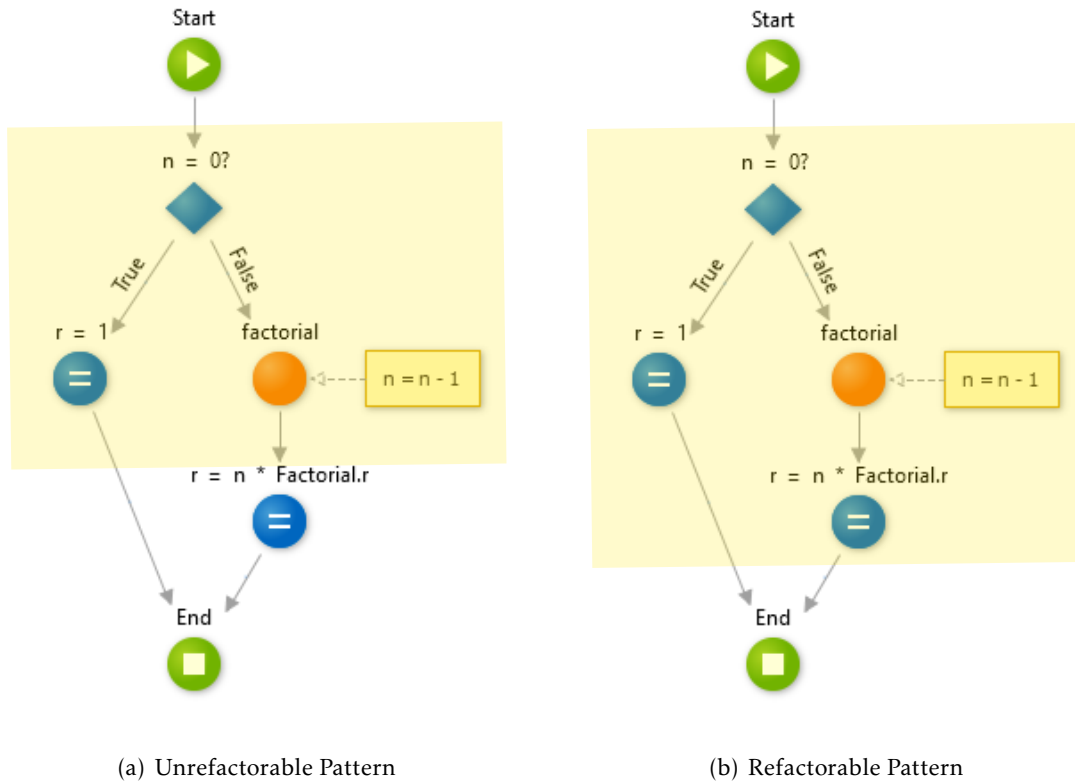 Start
n = 0?
True
False
r = 1
factorial
n = n - 1
r = n * Factorial.r
End
(a) Unrefactorable Pattern
Start
n = 0?
True
False
r = 1
factorial
n = n - 1
r = n * Factorial.r
End
(b) Refactorable Pattern